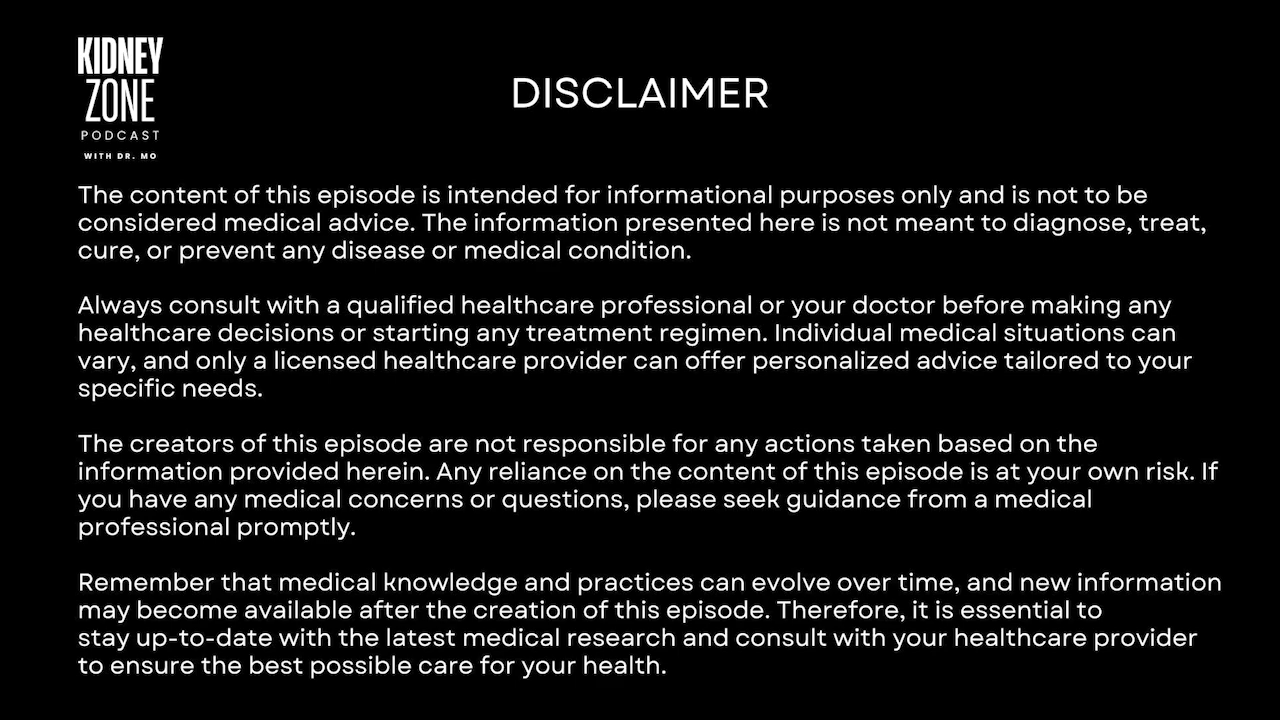 KIDNEY
ZONE
PODCAST
WITH DR. MO
DISCLAIMER
The content of this episode is intended for informational purposes only and is not to be
considered medical advice. The information presented here is not meant to diagnose, treat,
cure, or prevent any disease or medical condition.
Always consult with a qualified healthcare professional or your doctor before making any
healthcare decisions or starting any treatment regimen. Individual medical situations can
vary, and only a licensed healthcare provider can offer personalized advice tailored to your
specific needs.
The creators of this episode are not responsible for any actions taken based on the
information provided herein. Any reliance on the content of this episode is at your own risk. If
you have any medical concerns or questions, please seek guidance from a medical
professional promptly.
Remember that medical knowledge and practices can evolve over time, and new information
may become available after the creation of this episode. Therefore, it is essential to
stay up-to-date with the latest medical research and consult with your healthcare provider
to ensure the best possible care for your health.